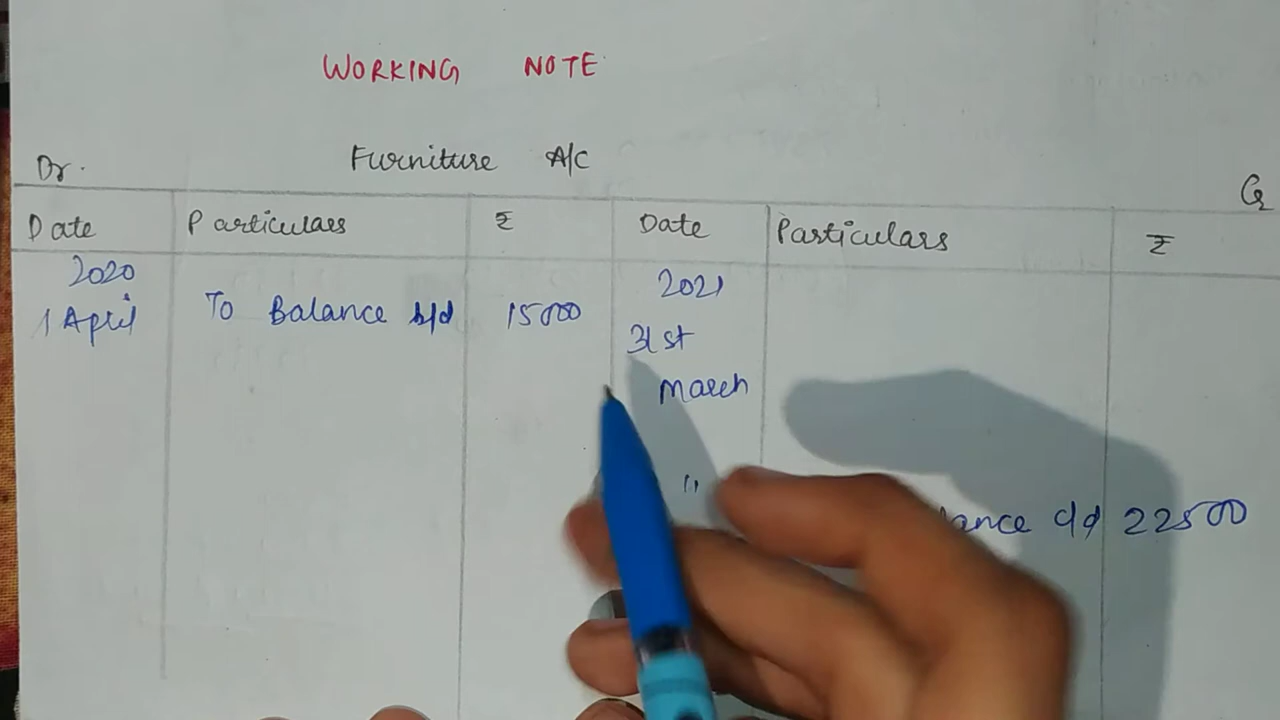 WORKING NOTE
Dr. Furniture A/C Cr
Date Particulars ₹ Date Particulars ₹
2020 2021
1 April To Balance b/d 15000 31st
March
" c/d 22500